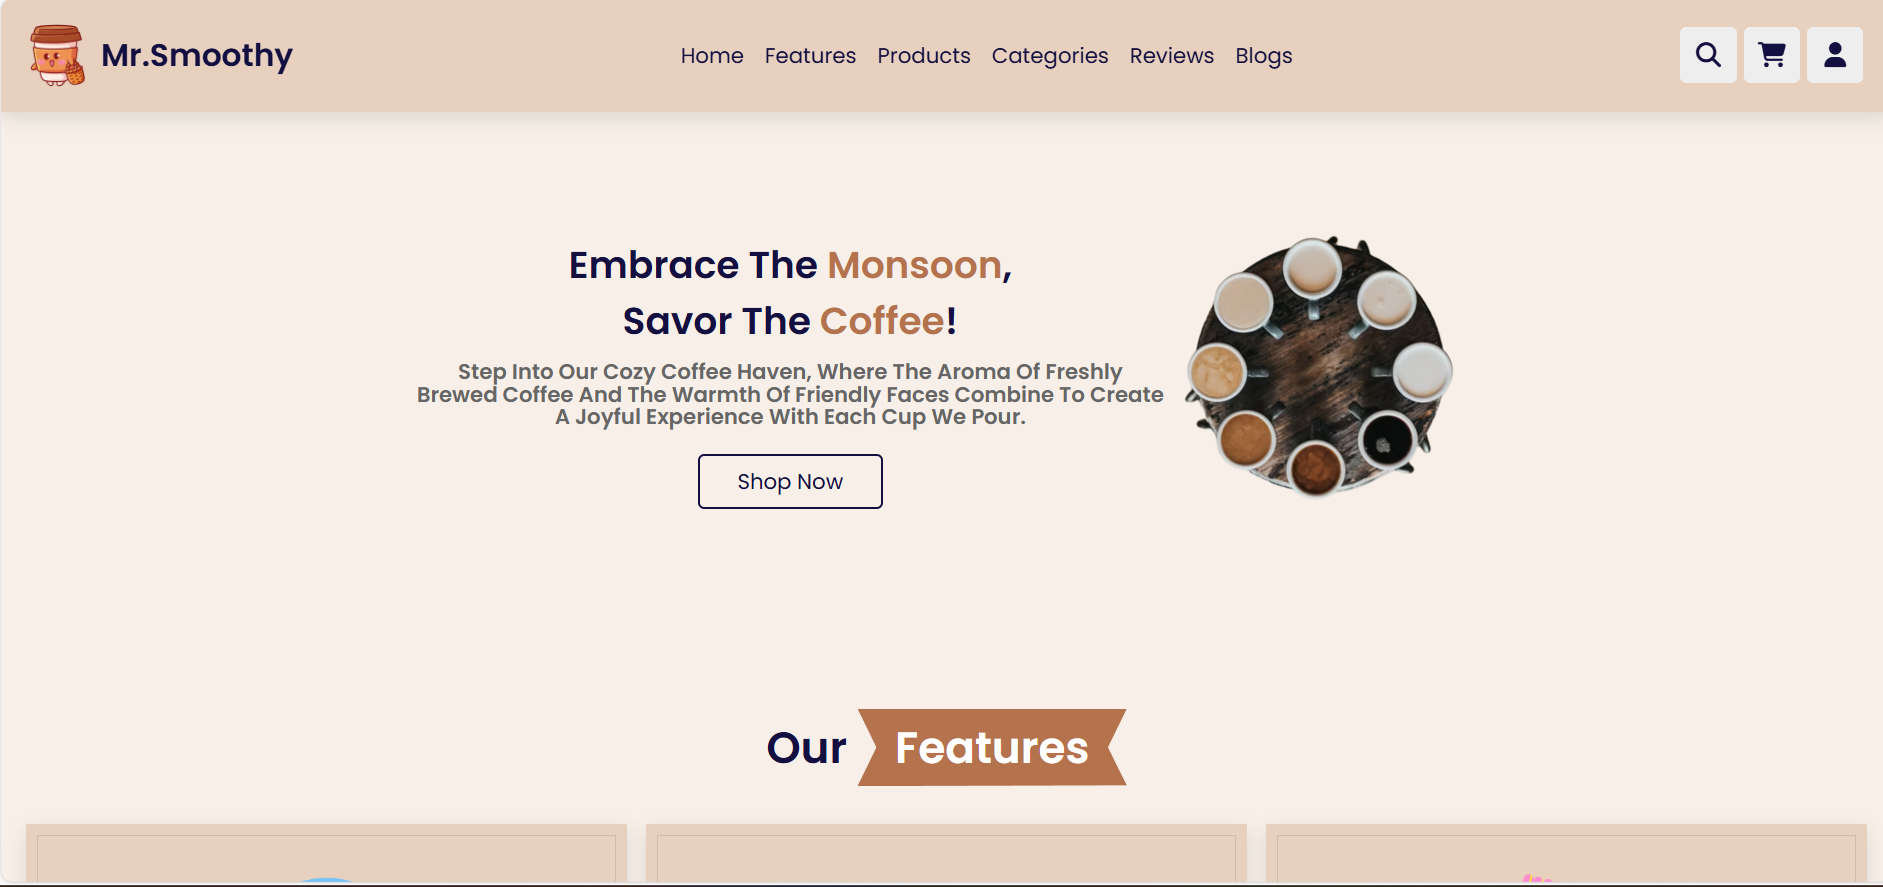 Mr.Smoothy
Home Features Products Categories Reviews Blogs
Embrace The Monsoon,
Savor The Coffee!
Step Into Our Cozy Coffee Haven, Where The Aroma Of Freshly
Brewed Coffee And The Warmth Of Friendly Faces Combine To Create
A Joyful Experience With Each Cup We Pour.
Shop Now
Our Features